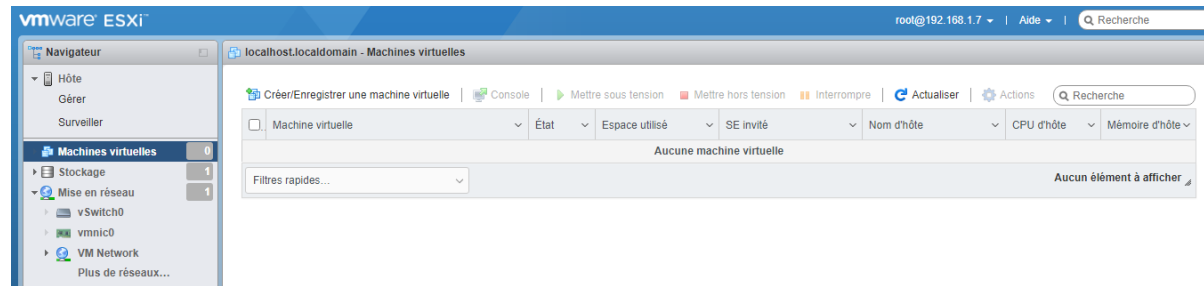 vmware ESXi™
root@192.168.1.7 | Aide | Recherche
Navigateur
localhost.localdomain - Machines virtuelles
Hôte
Gérer
Surveiller
Machines virtuelles 0
Stockage 1
Mise en réseau 1
vSwitch0
vmnic0
VM Network
Plus de réseaux...
Créer/Enregistrer une machine virtuelle | Console | Mettre sous tension Mettre hors tension Interrompre | Actualiser | Actions Recherche
Machine virtuelle État Espace utilisé SE invité Nom d'hôte CPU d'hôte Mémoire d'hôte
Aucune machine virtuelle
Filtres rapides... Aucun élément à afficher